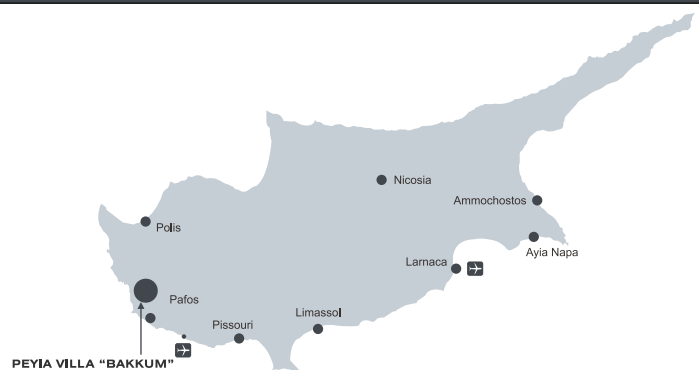 Nicosia
Ammochostos
Polis
Ayia Napa
Larnaca
Pafos
Limassol
Pissouri
PEYIA VILLA “BAKKUM”